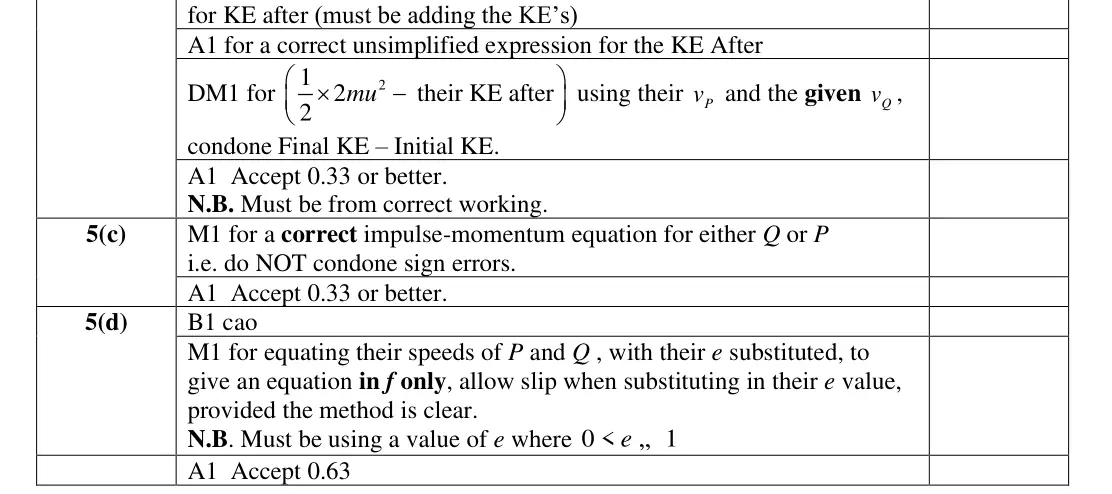 for KE after (must be adding the KE’s)
A1 for a correct unsimplified expression for the KE After
DM1 for (1/2 × 2mu² − their KE after) using their v_P and the given v_Q ,
condone Final KE – Initial KE.
A1 Accept 0.33 or better.
N.B. Must be from correct working.
5(c) M1 for a correct impulse-momentum equation for either Q or P
i.e. do NOT condone sign errors.
A1 Accept 0.33 or better.
5(d) B1 cao
M1 for equating their speeds of P and Q , with their e substituted, to
give an equation in f only, allow slip when substituting in their e value,
provided the method is clear.
N.B. Must be using a value of e where 0 < e „ 1
A1 Accept 0.63